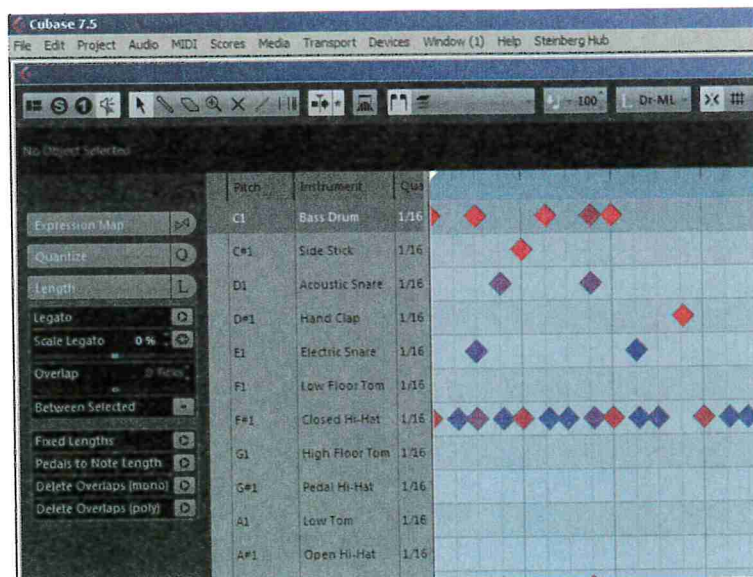 Cubase 7.5
File Edit Project Audio MIDI Scores Media Transport Devices Window (1) Help Steinberg Hub
100 Dr-ML
No Object Selected
Pitch Instrument Qua
Expression Map
Quantize Q
Length L
Legato
Scale Legato 0 %
Overlap 0 Ticks
Between Selected
Fixed Lengths
Pedals to Note Length
Delete Overlaps (mono)
Delete Overlaps (poly)
C1 Bass Drum 1/16
C#1 Side Stick 1/16
D1 Acoustic Snare 1/16
D#1 Hand Clap 1/16
E1 Electric Snare 1/16
F1 Low Floor Tom 1/16
F#1 Closed Hi-Hat 1/16
G1 High Floor Tom 1/16
G#1 Pedal Hi-Hat 1/16
A1 Low Tom 1/16
A#1 Open Hi-Hat 1/16